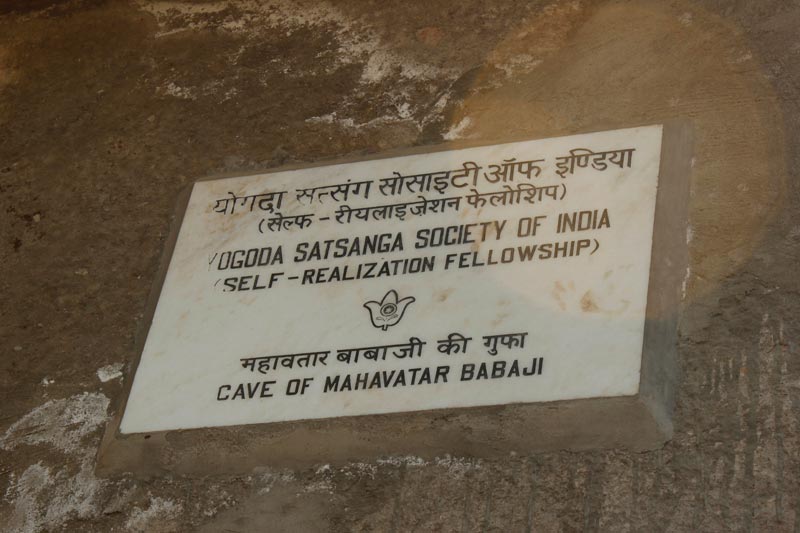 योगदा सत्संग सोसाइटी ऑफ इण्डिया
(सेल्फ - रीयलाइज़ेशन फेलोशिप)
YOGODA SATSANGA SOCIETY OF INDIA
(SELF-REALIZATION FELLOWSHIP)
महावतार बाबाजी की गुफा
CAVE OF MAHAVATAR BABAJI